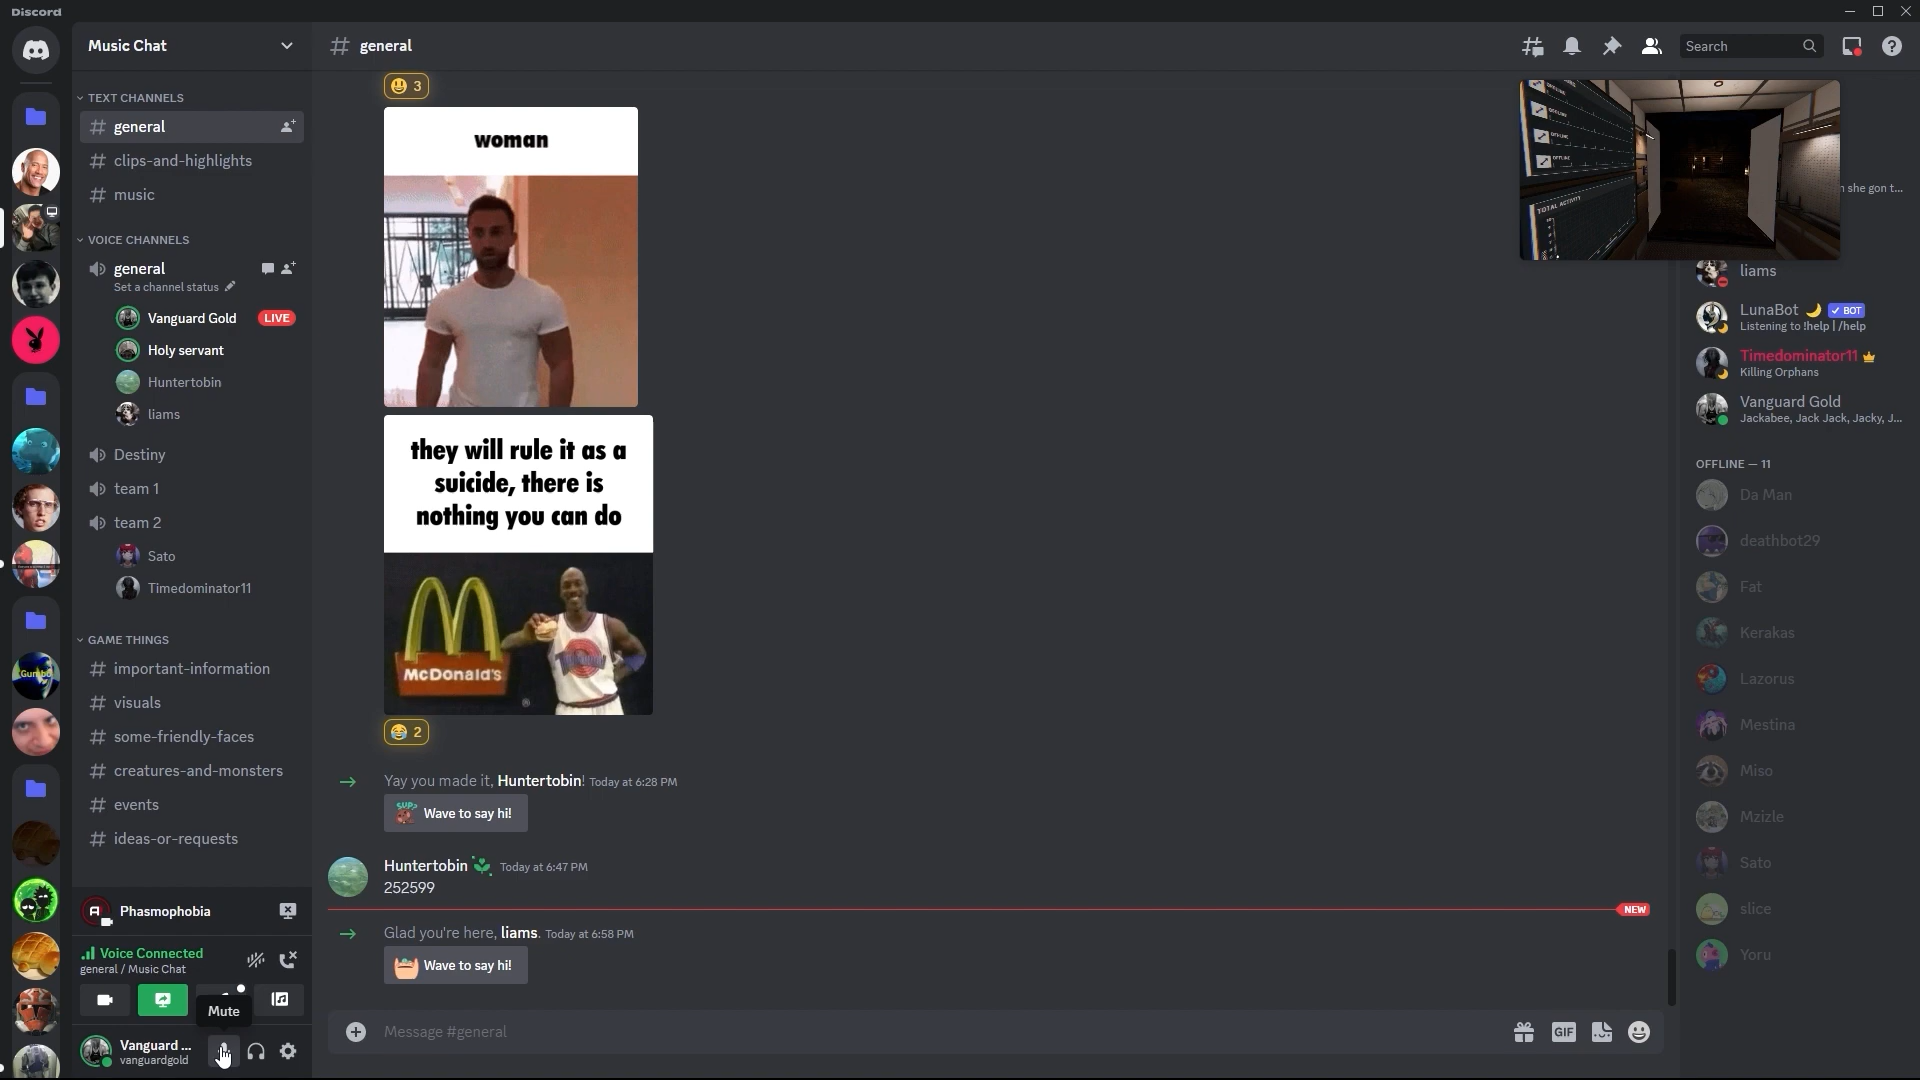 Discord
Music Chat
general
Search
TEXT CHANNELS
general
clips-and-highlights
music
VOICE CHANNELS
general
Set a channel status
Vanguard Gold
LIVE
Holy servant
Huntertobin
liams
Destiny
team 1
team 2
Sato
Timedominator11
GAME THINGS
important-information
visuals
some-friendly-faces
creatures-and-monsters
events
ideas-or-requests
Phasmophobia
Voice Connected
general / Music Chat
Mute
Vanguard ...
vanguardgold
3
woman
they will rule it as a
suicide, there is
nothing you can do
McDonald's
2
Yay you made it, Huntertobin! Today at 6:28 PM
Wave to say hi!
Huntertobin Today at 6:47 PM
252599
NEW
Glad you're here, liams. Today at 6:58 PM
Wave to say hi!
Message #general
GIF
OFFLINE
OFFLINE
OFFLINE
TOTAL ACTIVITY
she gon t...
liams
LunaBot BOT
Listening to !help | /help
Timedominator11
Killing Orphans
Vanguard Gold
Jackabee, Jack Jack, Jacky, J...
OFFLINE — 11
Da Man
deathbot29
Fat
Kerakas
Lazorus
Mestina
Miso
Mzizle
Sato
slice
Yoru